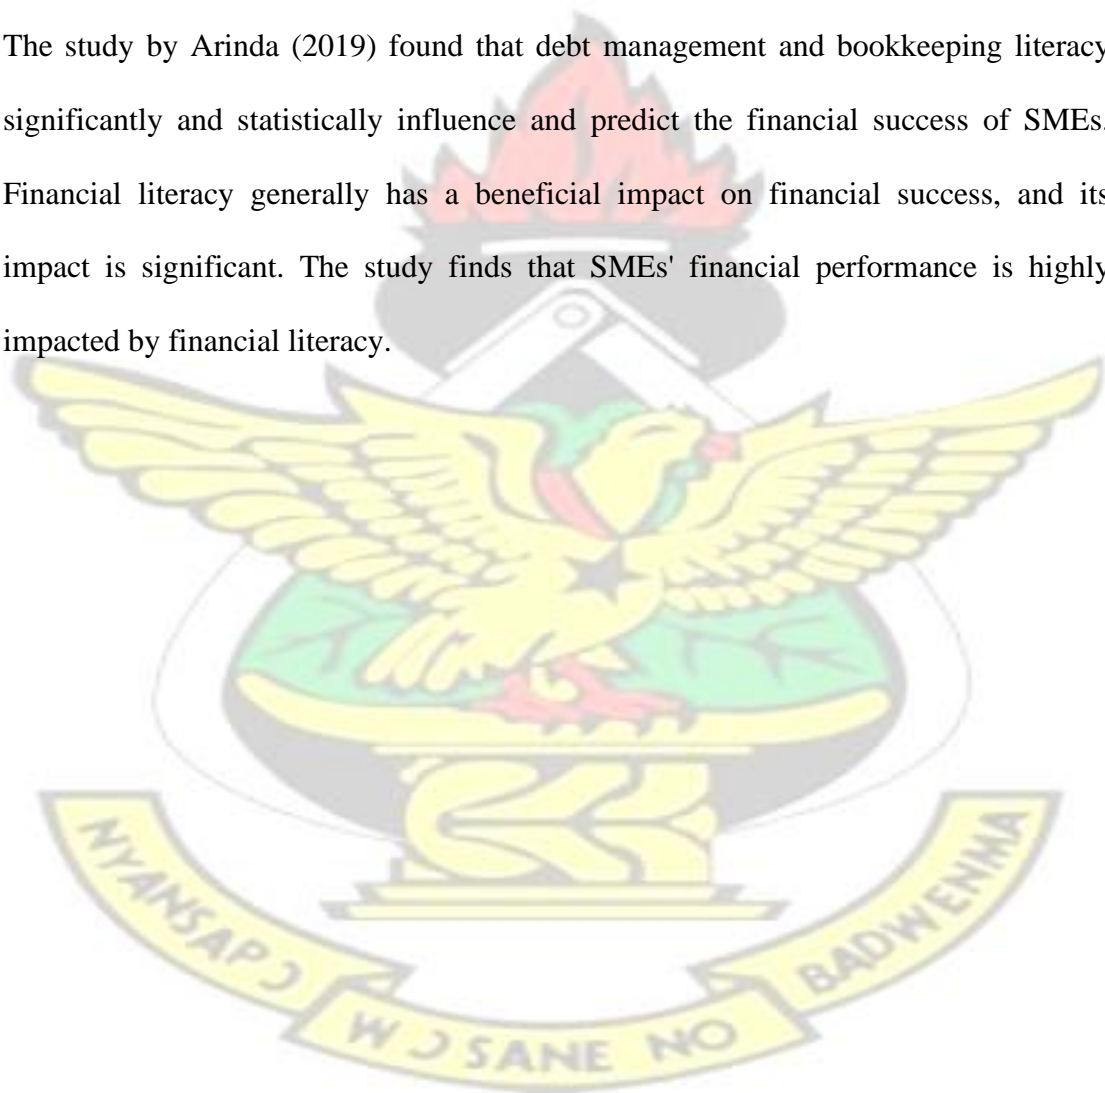 The study by Arinda (2019) found that debt management and bookkeeping literacy
significantly and statistically influence and predict the financial success of SMEs.
Financial literacy generally has a beneficial impact on financial success, and its
impact is significant. The study finds that SMEs' financial performance is highly
impacted by financial literacy.
NYANSAPƆ
WƆSANE NO
BADWENMA